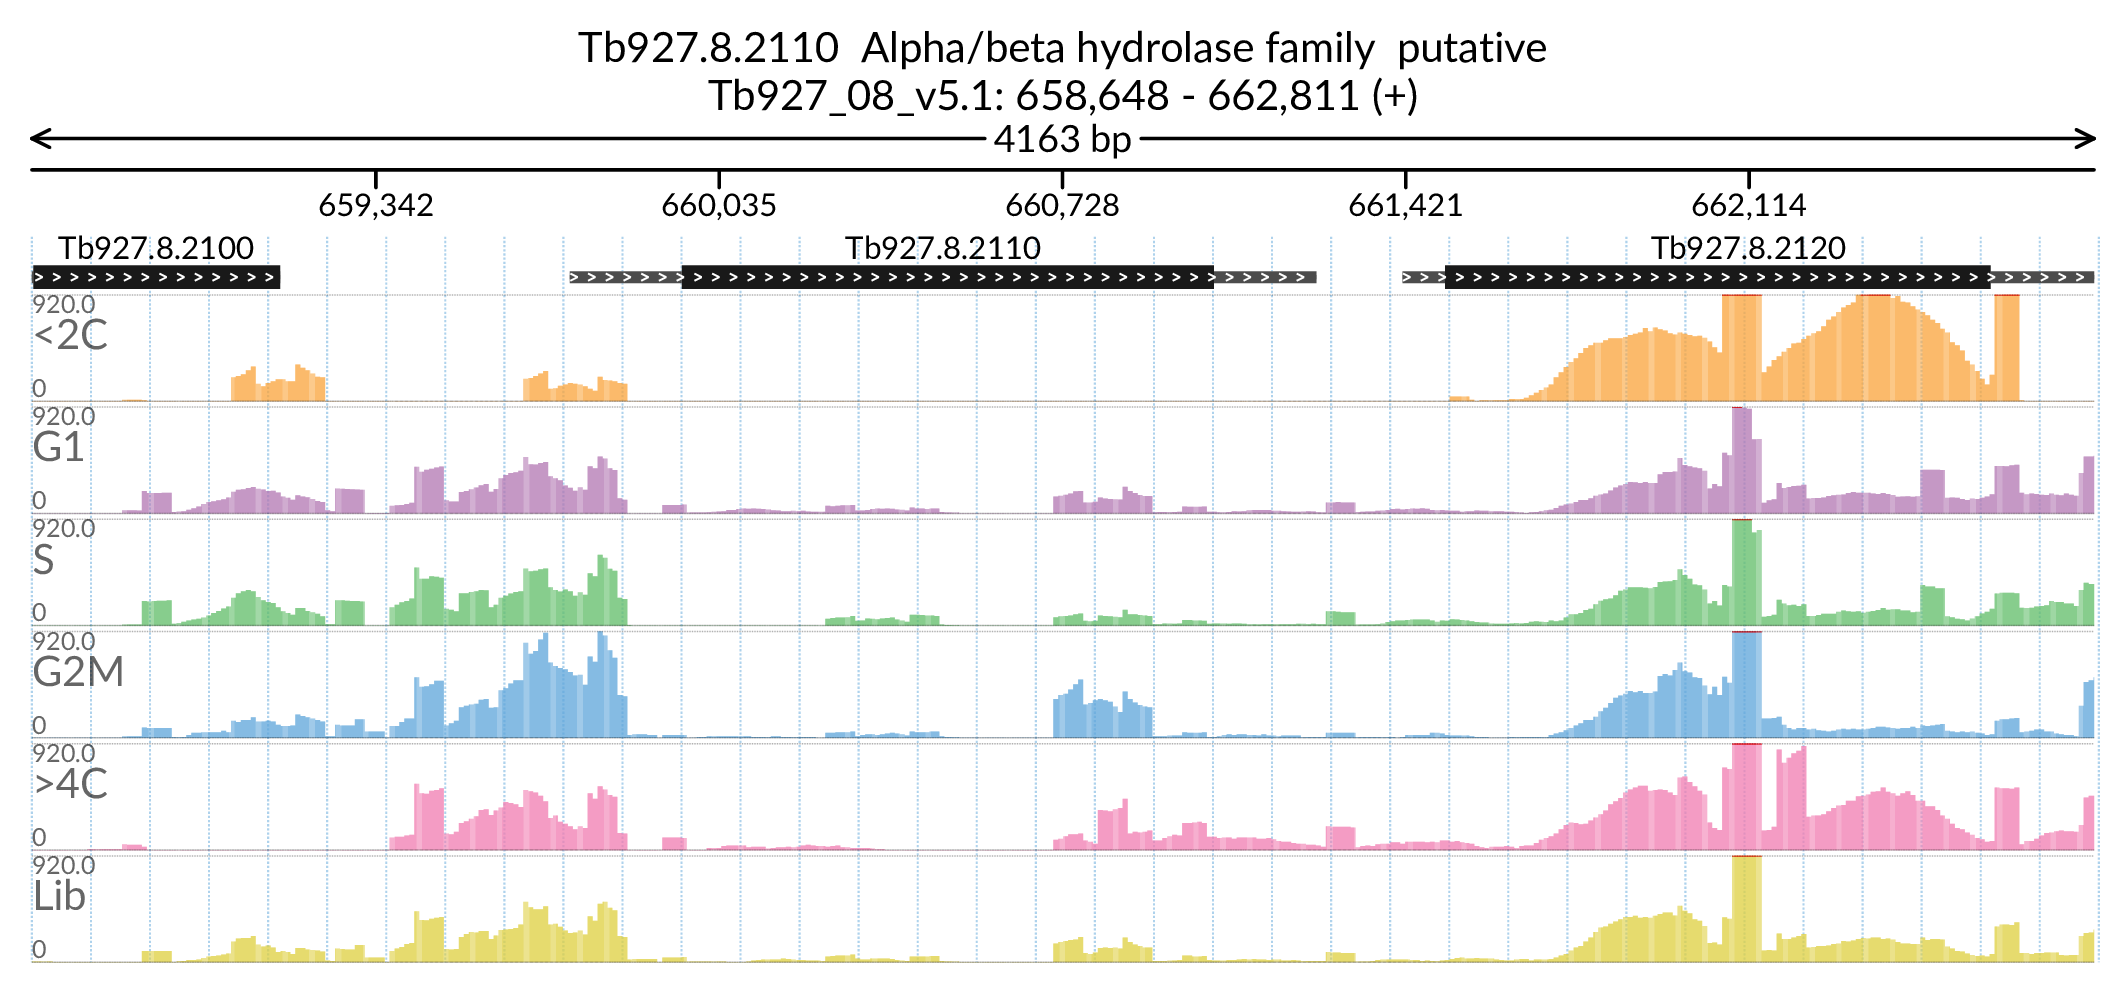 Tb927.8.2110  Alpha/beta hydrolase family  putative
Tb927_08_v5.1: 658,648 - 662,811 (+)
4163 bp
659,342 660,035 660,728 661,421 662,114
Tb927.8.2100 Tb927.8.2110 Tb927.8.2120
920.0
<2C
0
920.0
G1
0
920.0
S
0
920.0
G2M
0
920.0
>4C
0
920.0
Lib
0